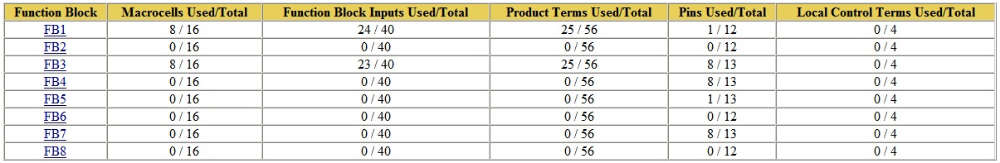 Function Block Macrocells Used/Total Function Block Inputs Used/Total Product Terms Used/Total Pins Used/Total Local Control Terms Used/Total
FB1 8 / 16 24 / 40 25 / 56 1 / 12 0 / 4
FB2 0 / 16 0 / 40 0 / 56 0 / 12 0 / 4
FB3 8 / 16 23 / 40 25 / 56 8 / 13 0 / 4
FB4 0 / 16 0 / 40 0 / 56 8 / 13 0 / 4
FB5 0 / 16 0 / 40 0 / 56 1 / 13 0 / 4
FB6 0 / 16 0 / 40 0 / 56 0 / 12 0 / 4
FB7 0 / 16 0 / 40 0 / 56 8 / 13 0 / 4
FB8 0 / 16 0 / 40 0 / 56 0 / 12 0 / 4